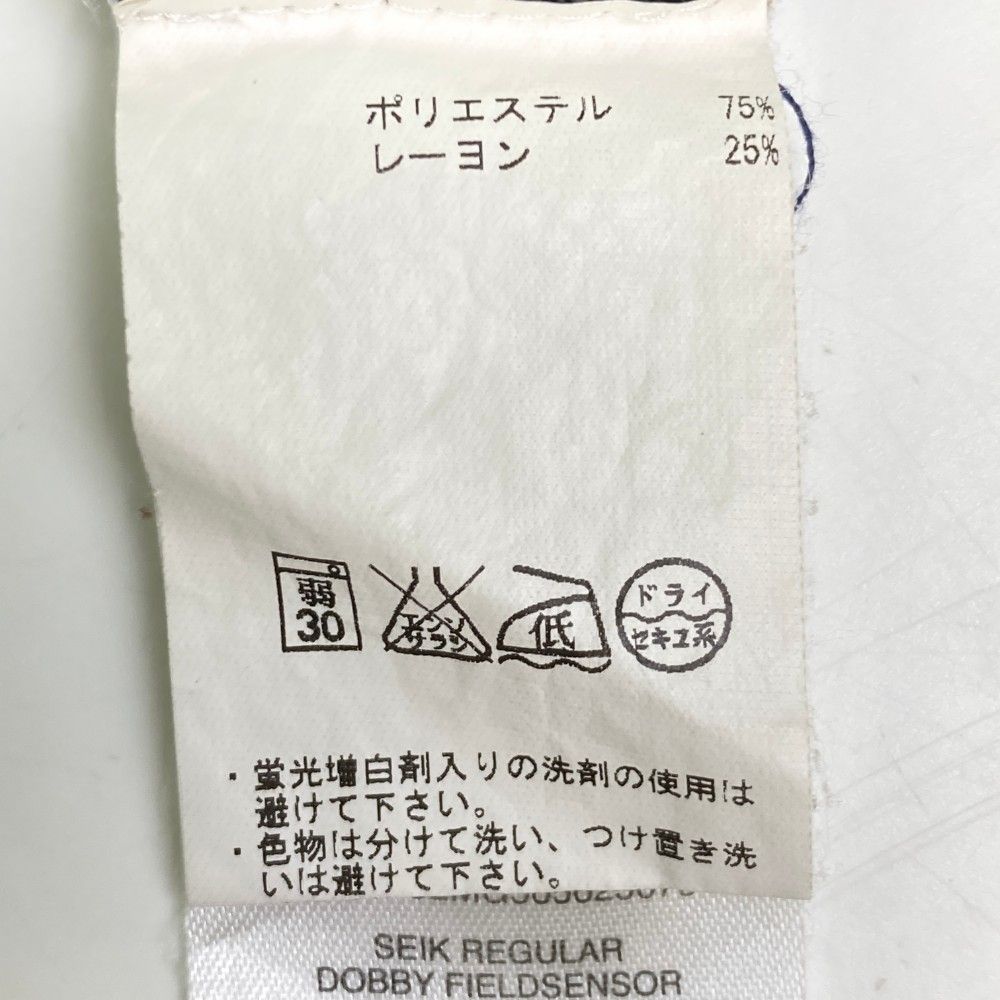 ポリエステル 75%
レーヨン 25%
弱
30
エンソ
サラシ
低
ドライ
セキユ系
・蛍光増白剤入りの洗剤の使用は
避けて下さい。
・色物は分けて洗い、つけ置き洗
いは避けて下さい。
SEIK REGULAR
DOBBY FIELDSENSOR